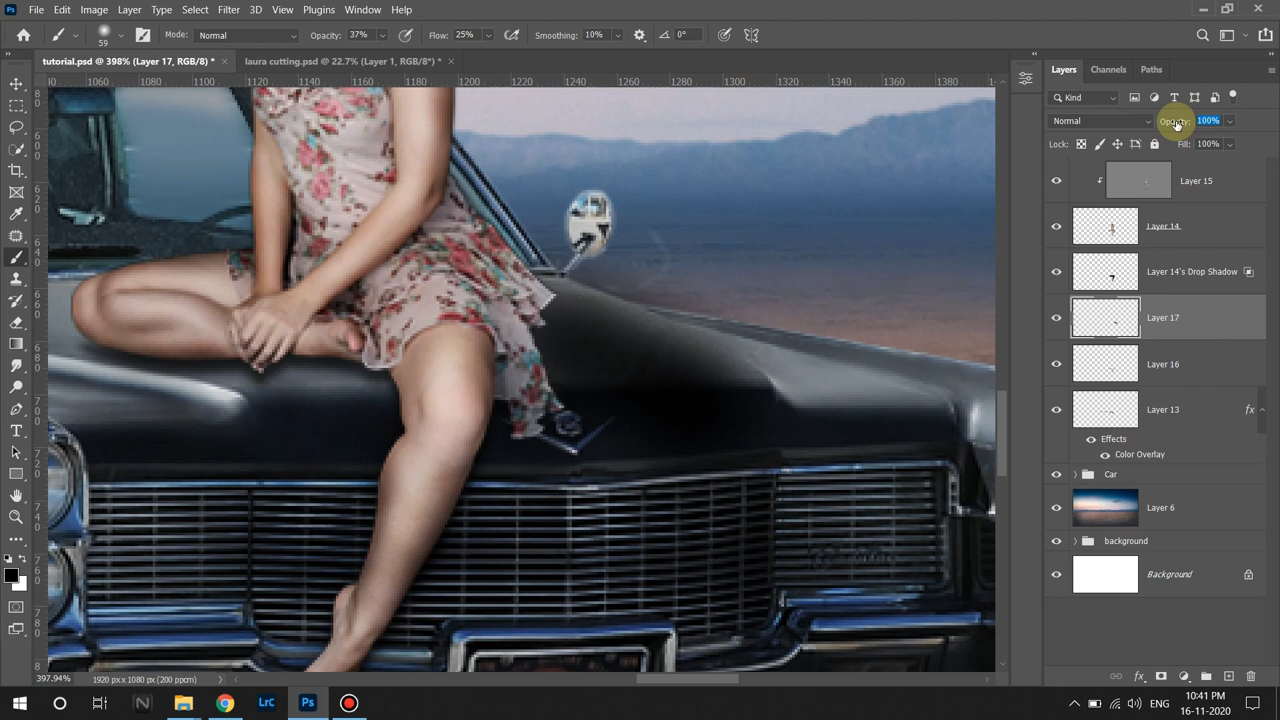 Ps File Edit Image Layer Type Select Filter 3D View Plugins Window Help
59 Mode: Normal Opacity: 37% Flow: 25% Smoothing: 10% 0°
tutorial.psd @ 398% (Layer 17, RGB/8) * × laura cutting.psd @ 22.7% (Layer 1, RGB/8*) * ×
1060 1080 1100 1120 1140 1160 1180 1200 1220 1240 1260 1280 1300 1320 1340 1360 1380
Layers Channels Paths
Kind
Normal Opacity: 100%
Lock: Fill: 100%
Layer 15
Layer 14
Layer 14's Drop Shadow
Layer 17
Layer 16
Layer 13 fx
Effects
Color Overlay
Car
Layer 6
background
Background
397.94% 1920 px x 1080 px (200 ppcm)
LrC Ps ENG 10:41 PM
16-11-2020